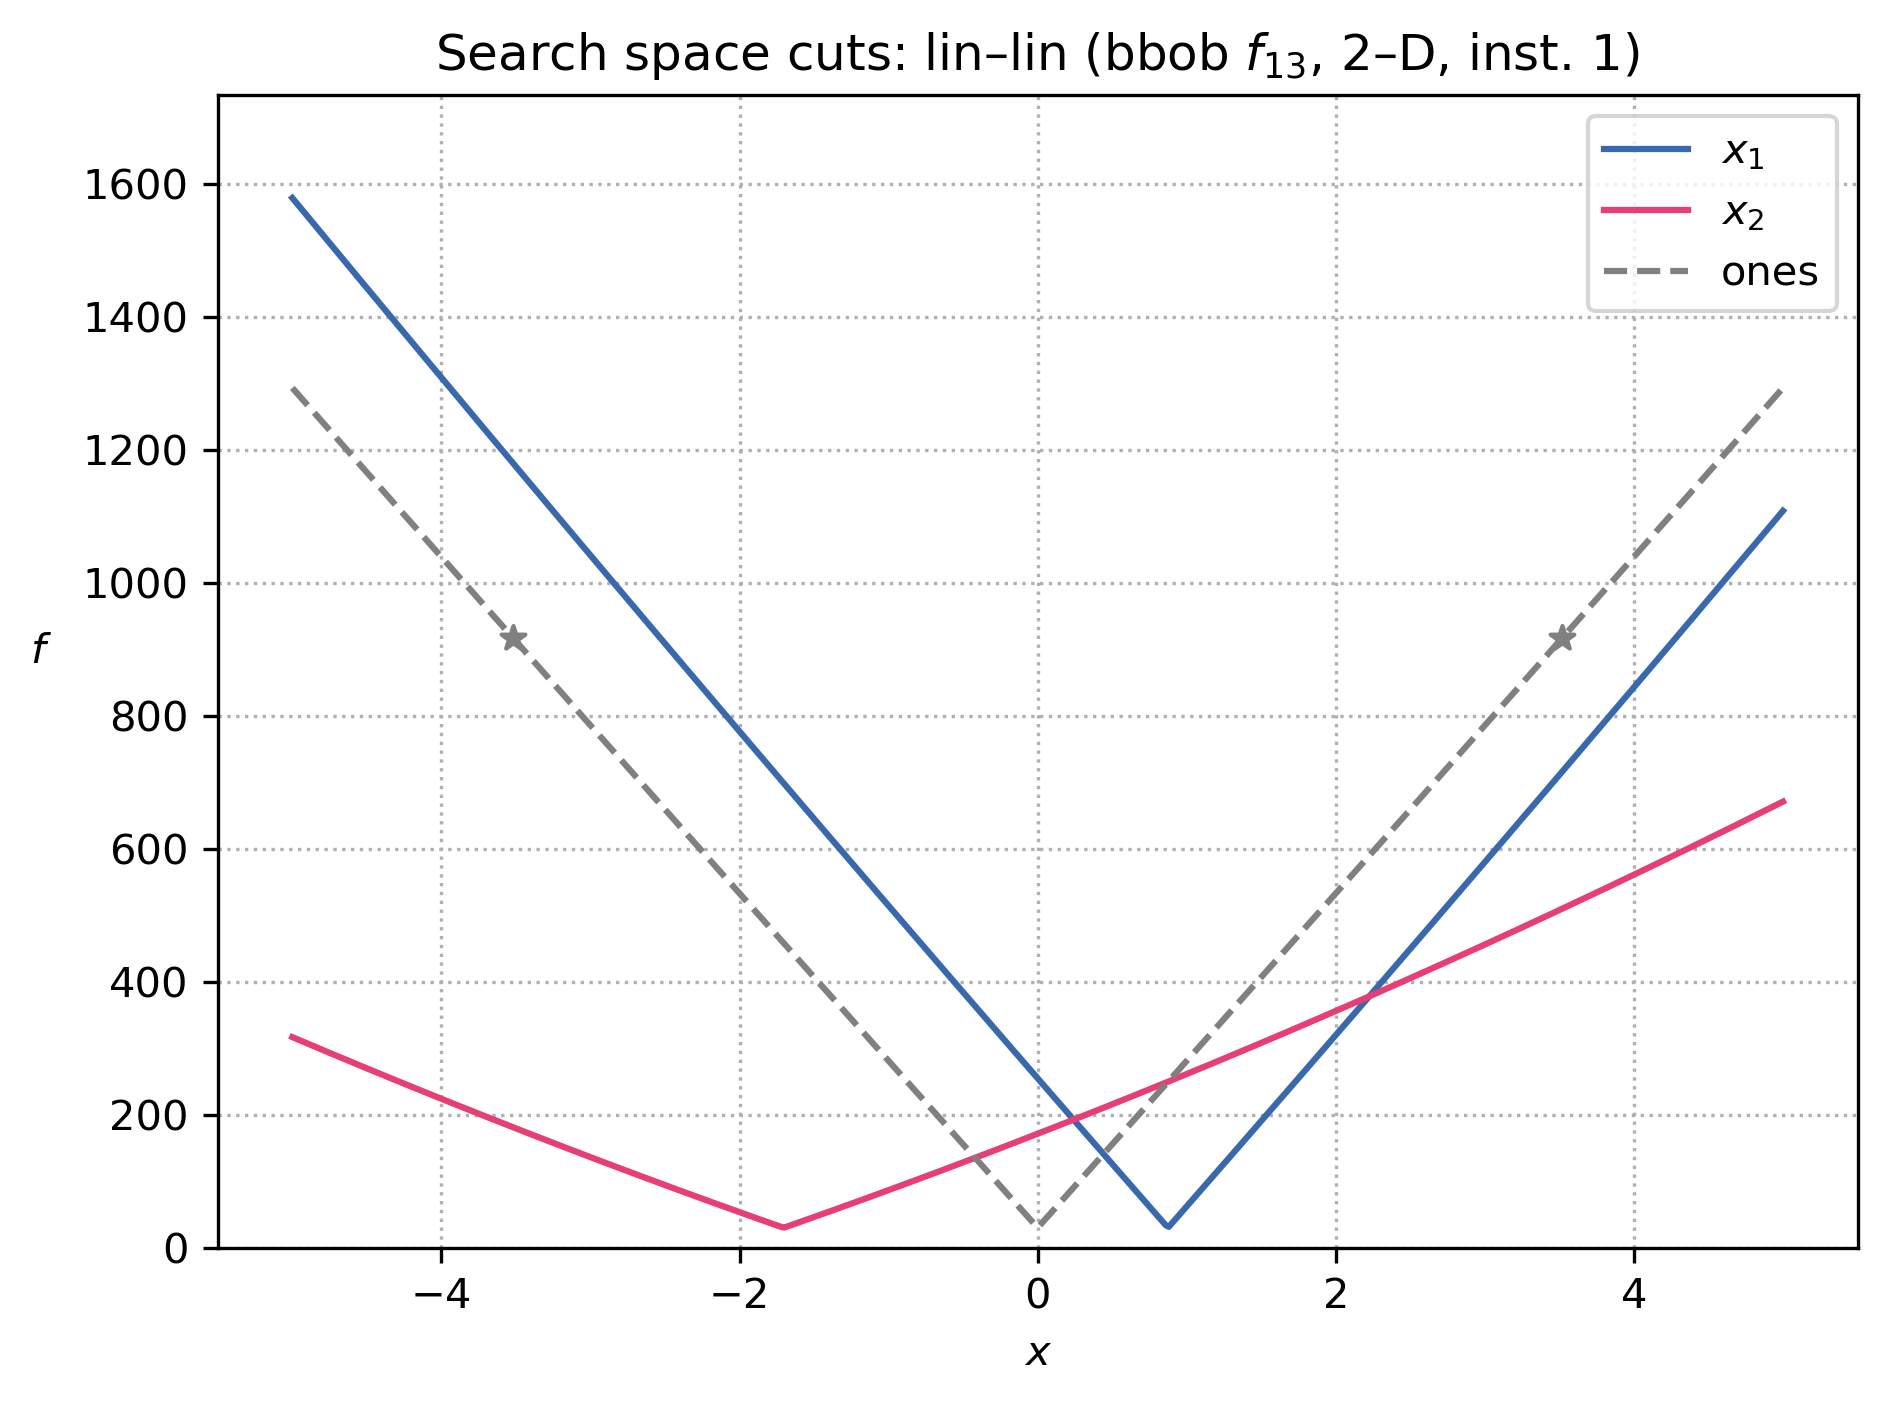 Search space cuts: lin–lin (bbob f13, 2–D, inst. 1)
x1
x2
ones
1600
1400
1200
1000
800
600
400
200
0
f
−4 −2 0 2 4
x